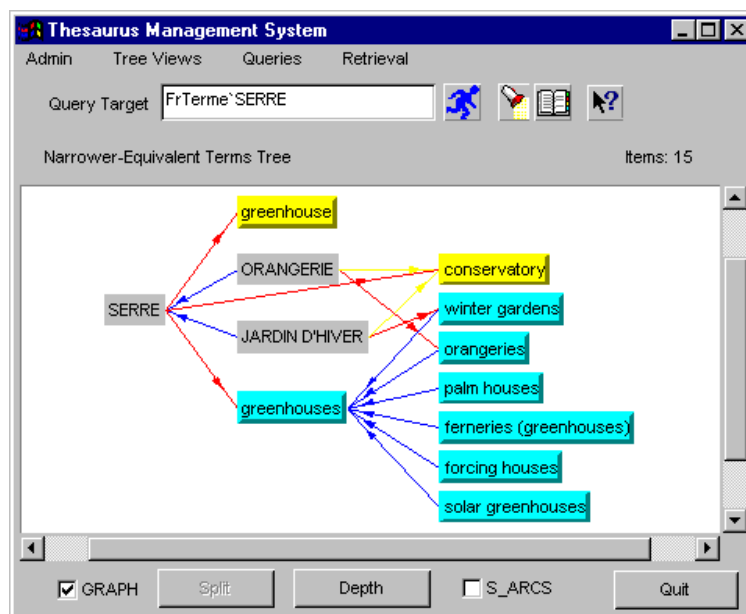 Thesaurus Management System
Admin Tree Views Queries Retrieval
Query Target FrTerme`SERRE
Narrower-Equivalent Terms Tree Items: 15
greenhouse
ORANGERIE conservatory
SERRE winter gardens
JARDIN D'HIVER orangeries
palm houses
greenhouses ferneries (greenhouses)
forcing houses
solar greenhouses
GRAPH Split Depth S_ARCS Quit